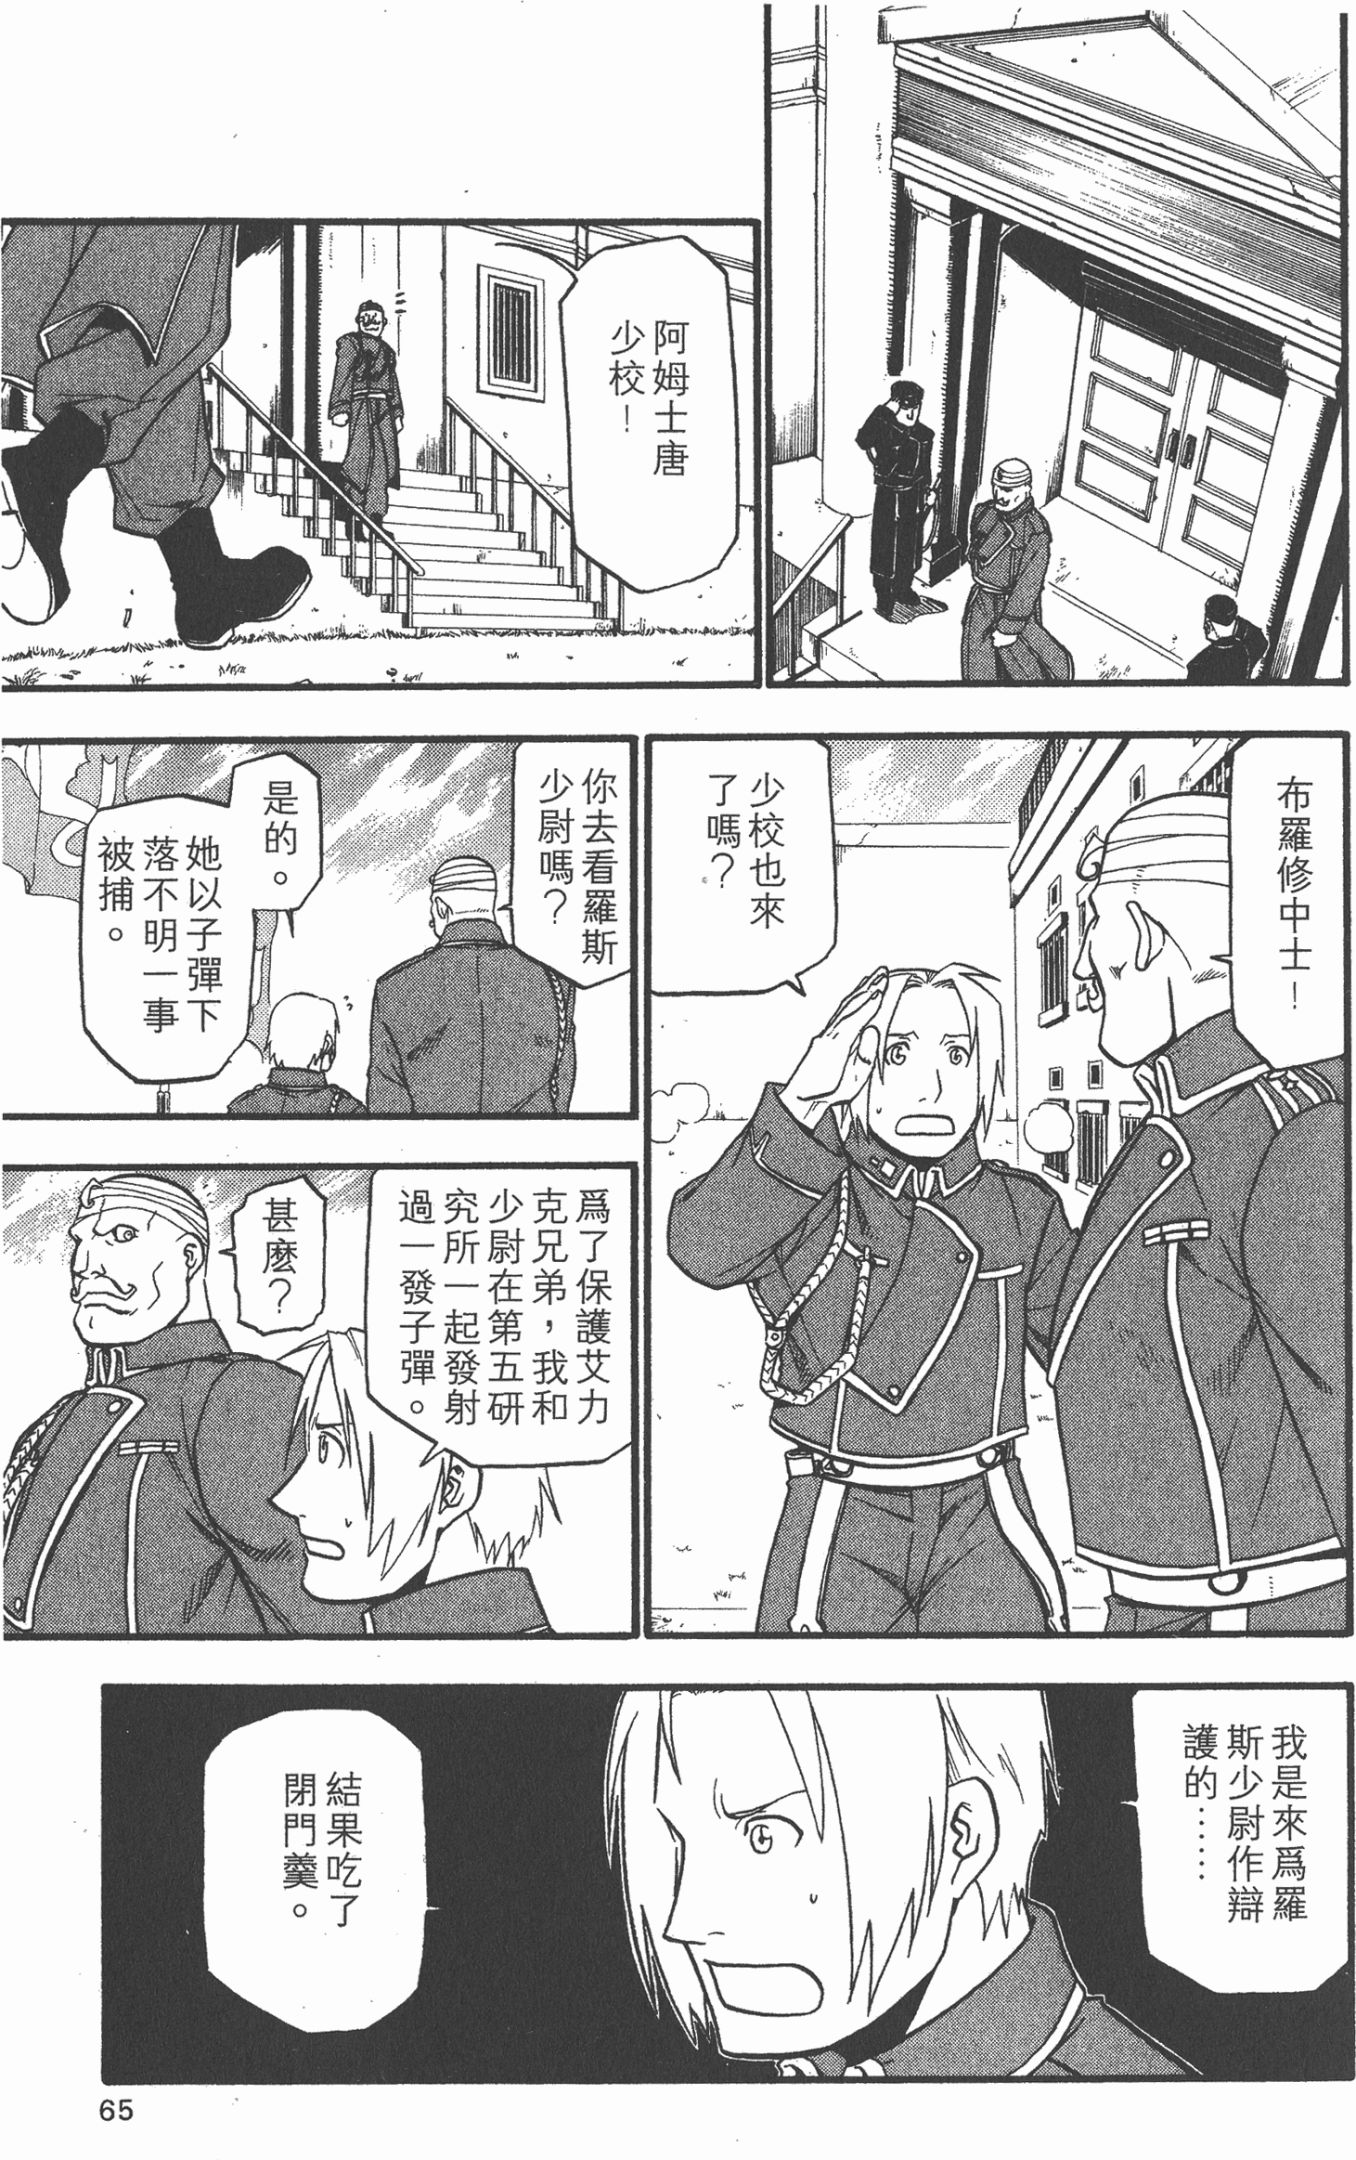 阿姆士唐
少校！
布羅修中士！
少校也來
了嗎？
你去看羅斯
少尉嗎？
是的。
她以子彈下
落不明一事
被捕。
爲了保護艾力
克兄弟，我和
少尉在第五研
究所一起發射
過一發子彈。
甚麽？
我是來爲羅
斯少尉作辯
護的……
結果吃了
閉門羹。
65